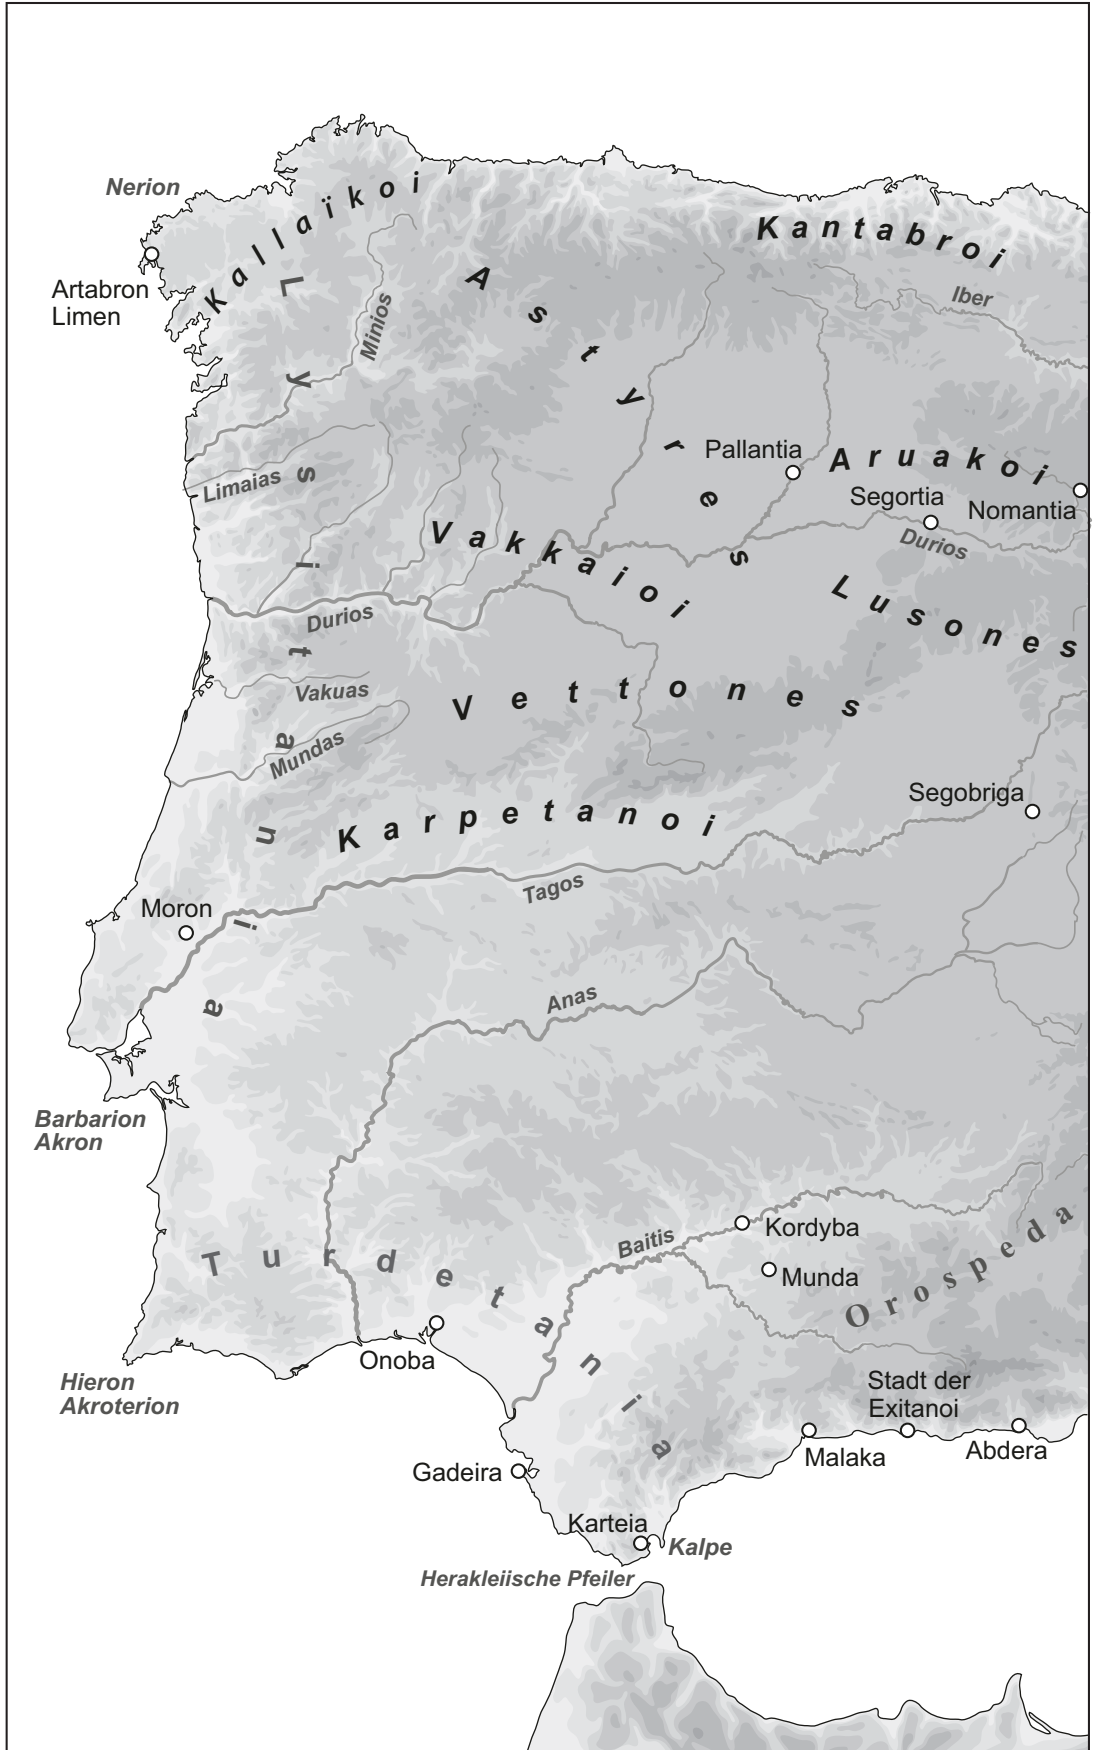 Nerion
Kallaïkoi
Kantabroi
Artabron
Limen
Astyres
Iber
Minios
Lysitania
Pallantia
Aruakoi
Limaias
Segortia
Nomantia
Vakkaioi
Durios
Lusones
Durios
Vakuas
Vettones
Mundas
Segobriga
Karpetanoi
Tagos
Moron
Anas
Barbarion
Akron
Kordyba
Baitis
Munda
Orospeda
Turdetania
Onoba
Hieron
Akroterion
Stadt der
Exitanoi
Malaka
Abdera
Gadeira
Karteia
Kalpe
Herakleiische Pfeiler